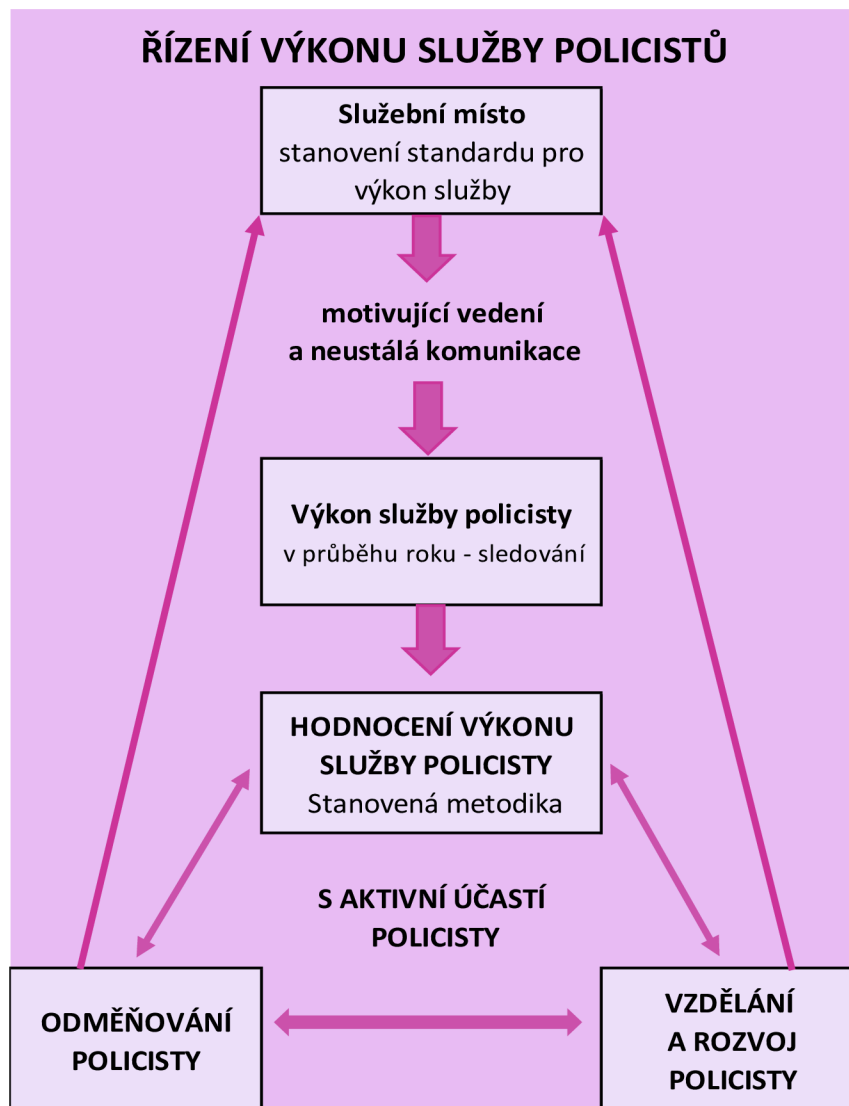 ŘÍZENÍ VÝKONU SLUŽBY POLICISTŮ
Služební místo
stanovení standardu pro
výkon služby
motivující vedení
a neustálá komunikace
Výkon služby policisty
v průběhu roku - sledování
HODNOCENÍ VÝKONU
SLUŽBY POLICISTY
Stanovená metodika
S AKTIVNÍ ÚČASTÍ
POLICISTY
ODMĚŇOVÁNÍ
POLICISTY
VZDĚLÁNÍ
A ROZVOJ
POLICISTY